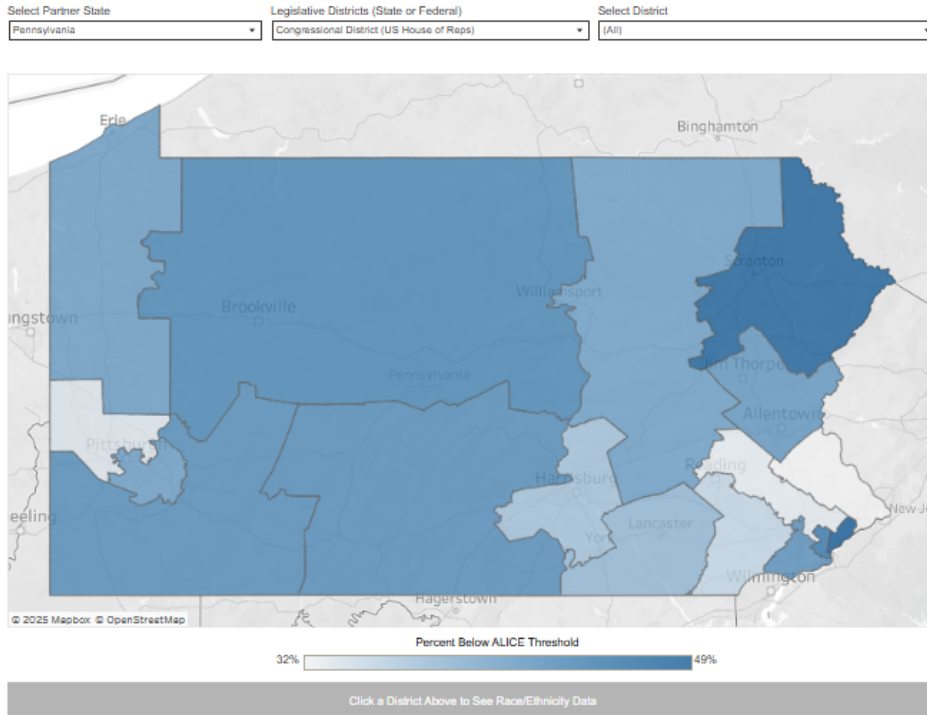 Select Partner State Legislative Districts (State or Federal) Select District
Pennsylvania Congressional District (US House of Reps) (All)
Erie
Binghamton
Scranton
Williamsport
ngstown
Brookville
Pennsylvania
Jim Thorpe
Allentown
Pittsburgh
Reading
Harrisburg
New Je
eeling
Lancaster
York
Wilmington
Hagerstown
© 2025 Mapbox © OpenStreetMap
Percent Below ALICE Threshold
32% 49%
Click a District Above to See Race/Ethnicity Data